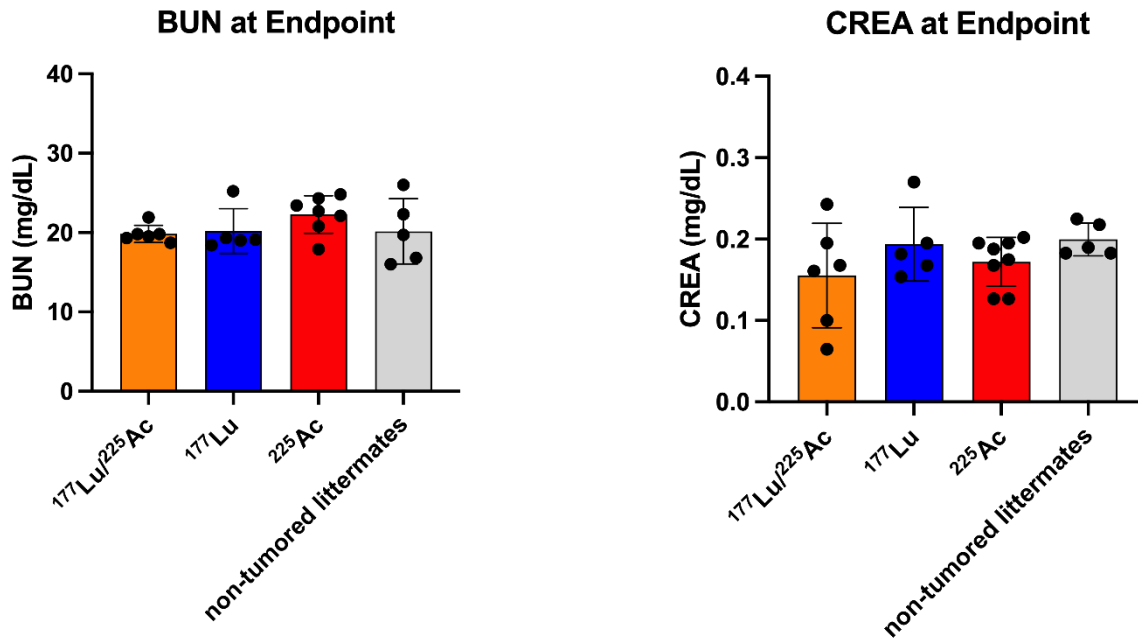 BUN at Endpoint
BUN (mg/dL)
40
30
20
10
0
¹⁷⁷Lu/²²⁵Ac
¹⁷⁷Lu
²²⁵Ac
non-tumored littermates
CREA at Endpoint
CREA (mg/dL)
0.4
0.3
0.2
0.1
0.0
¹⁷⁷Lu/²²⁵Ac
¹⁷⁷Lu
²²⁵Ac
non-tumored littermates